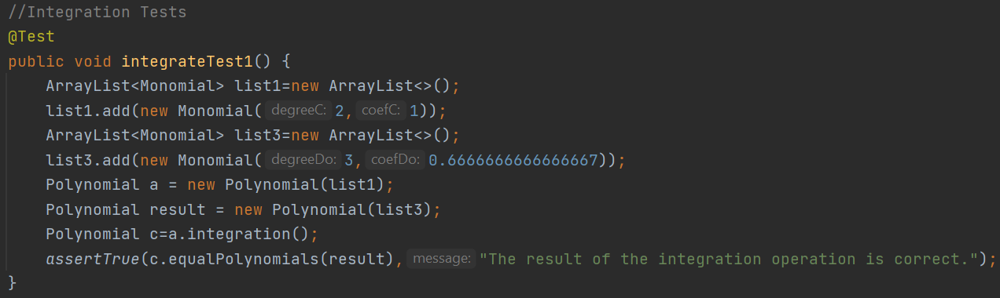 //Integration Tests
@Test
public void integrateTest1() {
    ArrayList<Monomial> list1=new ArrayList<>();
    list1.add(new Monomial( degreeC: 2, coefC: 1));
    ArrayList<Monomial> list3=new ArrayList<>();
    list3.add(new Monomial( degreeDo: 3, coefDo: 0.6666666666666667));
    Polynomial a = new Polynomial(list1);
    Polynomial result = new Polynomial(list3);
    Polynomial c=a.integration();
    assertTrue(c.equalPolynomials(result), message: "The result of the integration operation is correct.");
}